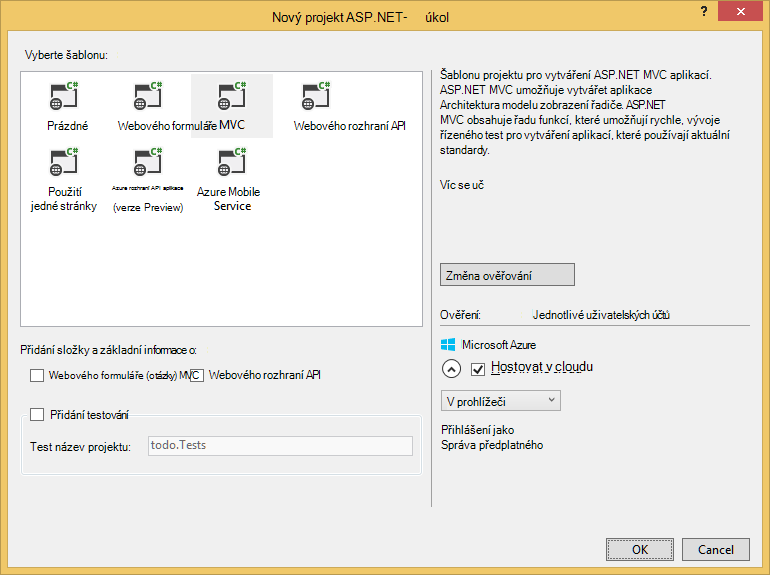 Nový projekt ASP.NET- úkol
?
Vyberte šablonu:
C# C# C# C#
Prázdné Webového formuláře MVC Webového rozhraní API
C# C# C#
Použití jedné stránky
Azure rozhraní API aplikace (verze Preview)
Azure Mobile Service
Přidání složky a základní informace o:
Webového formuláře (otázky) MVC Webového rozhraní API
Přidání testování
Test název projektu: todo.Tests
Šablonu projektu pro vytváření ASP.NET MVC aplikací.
ASP.NET MVC umožňuje vytvářet aplikace
Architektura modelu zobrazení řadiče. ASP.NET
MVC obsahuje řadu funkcí, které umožňují rychle, vývoje
řízeného test pro vytváření aplikací, které používají aktuální
standardy.
Víc se uč
Změna ověřování
Ověření: Jednotlivé uživatelských účtů
Microsoft Azure
Hostovat v cloudu
V prohlížeči
Přihlášení jako
Správa předplatného
OK Cancel